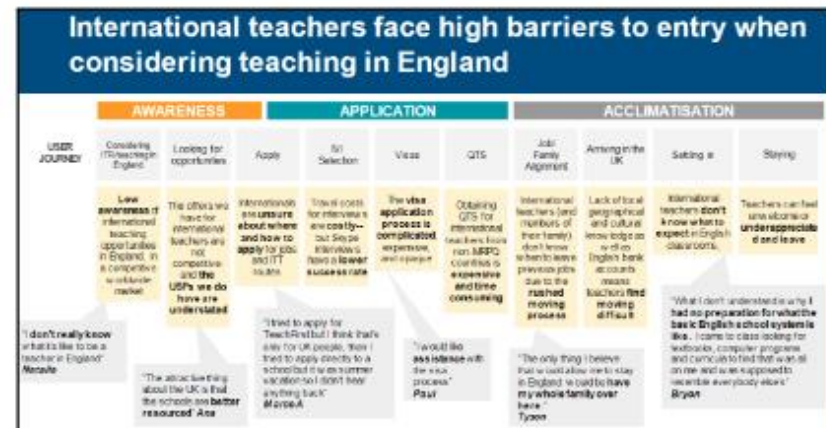 International teachers face high barriers to entry when
considering teaching in England
AWARENESS
APPLICATION
ACCLIMATISATION
USER
JOURNEY
Considering
ITR/teaching in
England
Looking for
opportunities
Apply
Selection
Visas
QTS
Job/
Family
Alignment
Arriving in the
UK
Settling in
Staying
Low
awareness of
international
teaching
opportunities
in England, in
a competitive
worldwide
market
The offers we
have for
international
teachers are
not
competitive
and the
USPs we do
have are
understated
Internationals
are unsure
about where
and how to
apply for jobs
and ITT
routes
Travel costs
for interviews
are costly--
but Skype
interviews
have a lower
success rate
The visa
application
process is
complicated,
expensive,
and opaque
Obtaining
QTS for
international
teachers from
non-MRPQ
countries is
expensive
and time
consuming
International
teachers (and
members of
their family)
don't know
when to leave
previous jobs
due to the
rushed
moving
process
Lack of local
geographical
and cultural
knowledge as
well as
English bank
accounts
means
teachers find
moving
difficult
International
teachers don't
know what to
expect in English
classrooms.
Teachers can feel
unwelcome or
underappreciat
ed and leave
"I don't really know
what it's like to be a
teacher in England"
Natalie
"The attractive thing
about the UK is that
the schools are better
resourced" Ana
"I tried to apply for
TeachFirst but I think that's
only for UK people, then I
tried to apply directly to a
school but it was summer
vacation so I didn't hear
anything back"
Marco A
"I would like
assistance with
the visa
process."
Paul
"The only thing I believe
that would allow me to stay
in England would be have
my whole family over
here."
Tyson
"What I don't understand is why I
had no preparation for what the
basic English school system is
like. I came to class looking for
textbooks, computer programs
and curricula to find that was all
on me and was supposed to
resemble everybody else's."
Bryan